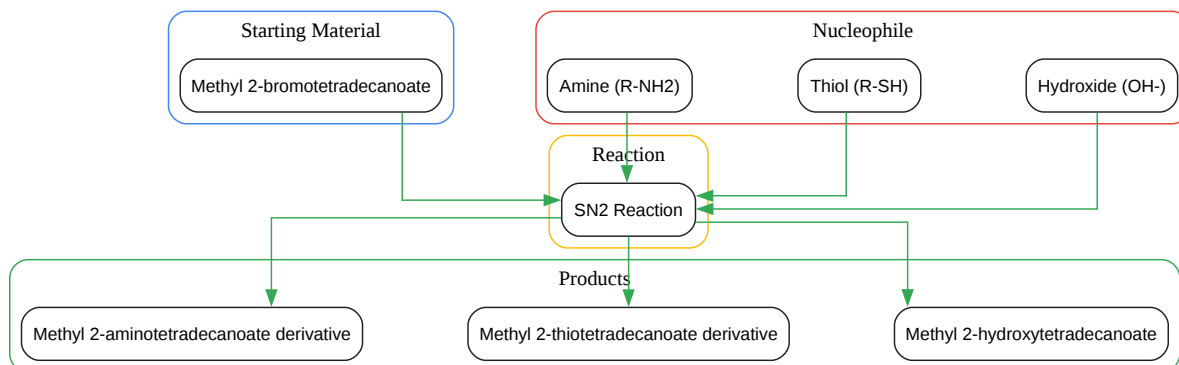 Starting Material
Nucleophile
Methyl 2-bromotetradecanoate
Amine (R-NH2)
Thiol (R-SH)
Hydroxide (OH-)
Reaction
SN2 Reaction
Products
Methyl 2-aminotetradecanoate derivative
Methyl 2-thiotetradecanoate derivative
Methyl 2-hydroxytetradecanoate